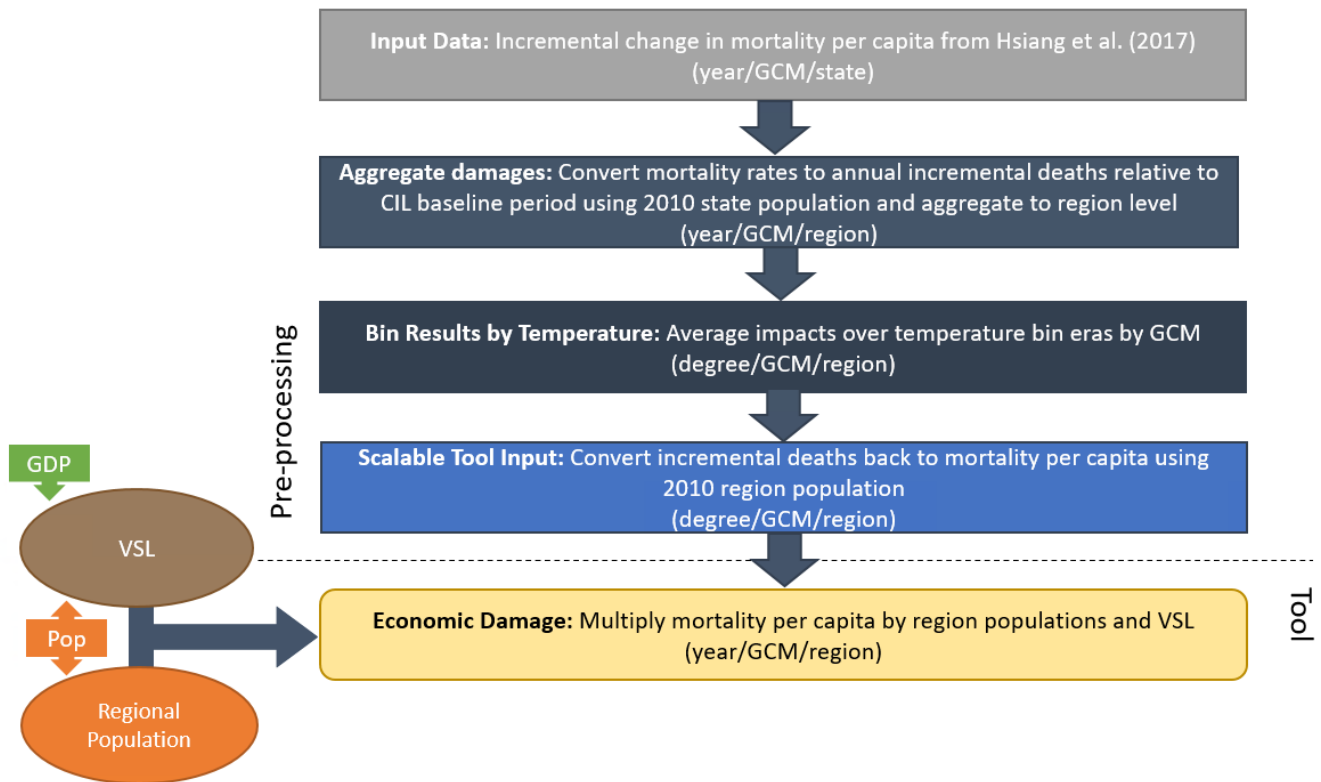 Input Data: Incremental change in mortality per capita from Hsiang et al. (2017)
(year/GCM/state)
Aggregate damages: Convert mortality rates to annual incremental deaths relative to
CIL baseline period using 2010 state population and aggregate to region level
(year/GCM/region)
Bin Results by Temperature: Average impacts over temperature bin eras by GCM
(degree/GCM/region)
Pre-processing
Scalable Tool Input: Convert incremental deaths back to mortality per capita using
2010 region population
(degree/GCM/region)
GDP
VSL
Pop
Regional
Population
Economic Damage: Multiply mortality per capita by region populations and VSL
(year/GCM/region)
Tool